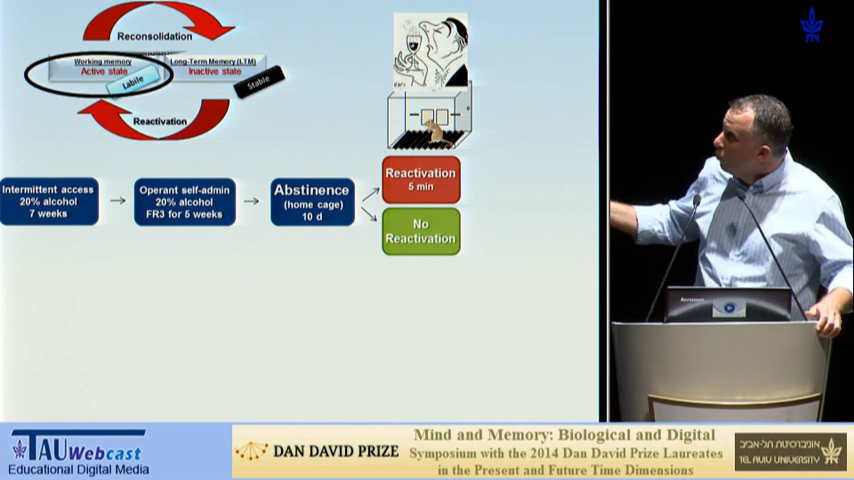 Reconsolidation
Working memory
Active state
Labile
Long-Term Memory (LTM)
Inactive state
Stable
Reactivation
Intermittent access
20% alcohol
7 weeks
Operant self-admin
20% alcohol
FR3 for 5 weeks
Abstinence
(home cage)
10 d
Reactivation
5 min
No
Reactivation
TAU Webcast
Educational Digital Media
DAN DAVID PRIZE
Mind and Memory: Biological and Digital
Symposium with the 2014 Dan David Prize Laureates
in the Present and Future Time Dimensions
אוניברסיטת תל-אביב
TEL AVIV UNIVERSITY